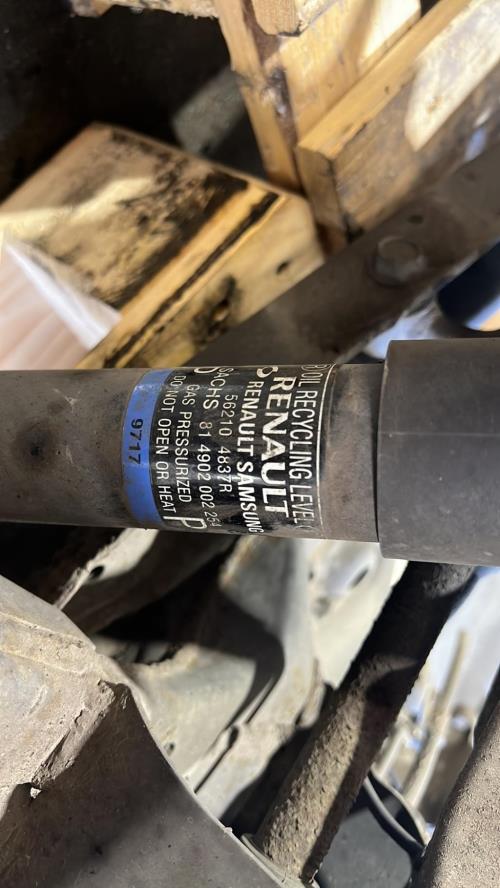 OIL RECYCLING LEVEL
RENAULT
RENAULT SAMSUNG
56210 4837R
SACHS 81 4902 002 254
GAS PRESSURIZED
DO NOT OPEN OR HEAT
P
9717